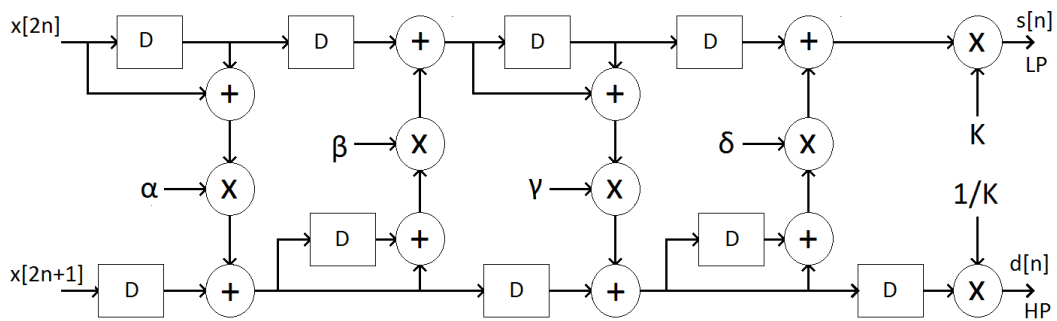 x[2n]
D
D
+
D
D
+
x
s[n]
LP
+
+
K
α
x
β
x
γ
x
δ
x
1/K
D
+
D
+
x[2n+1]
D
+
D
+
D
x
d[n]
HP